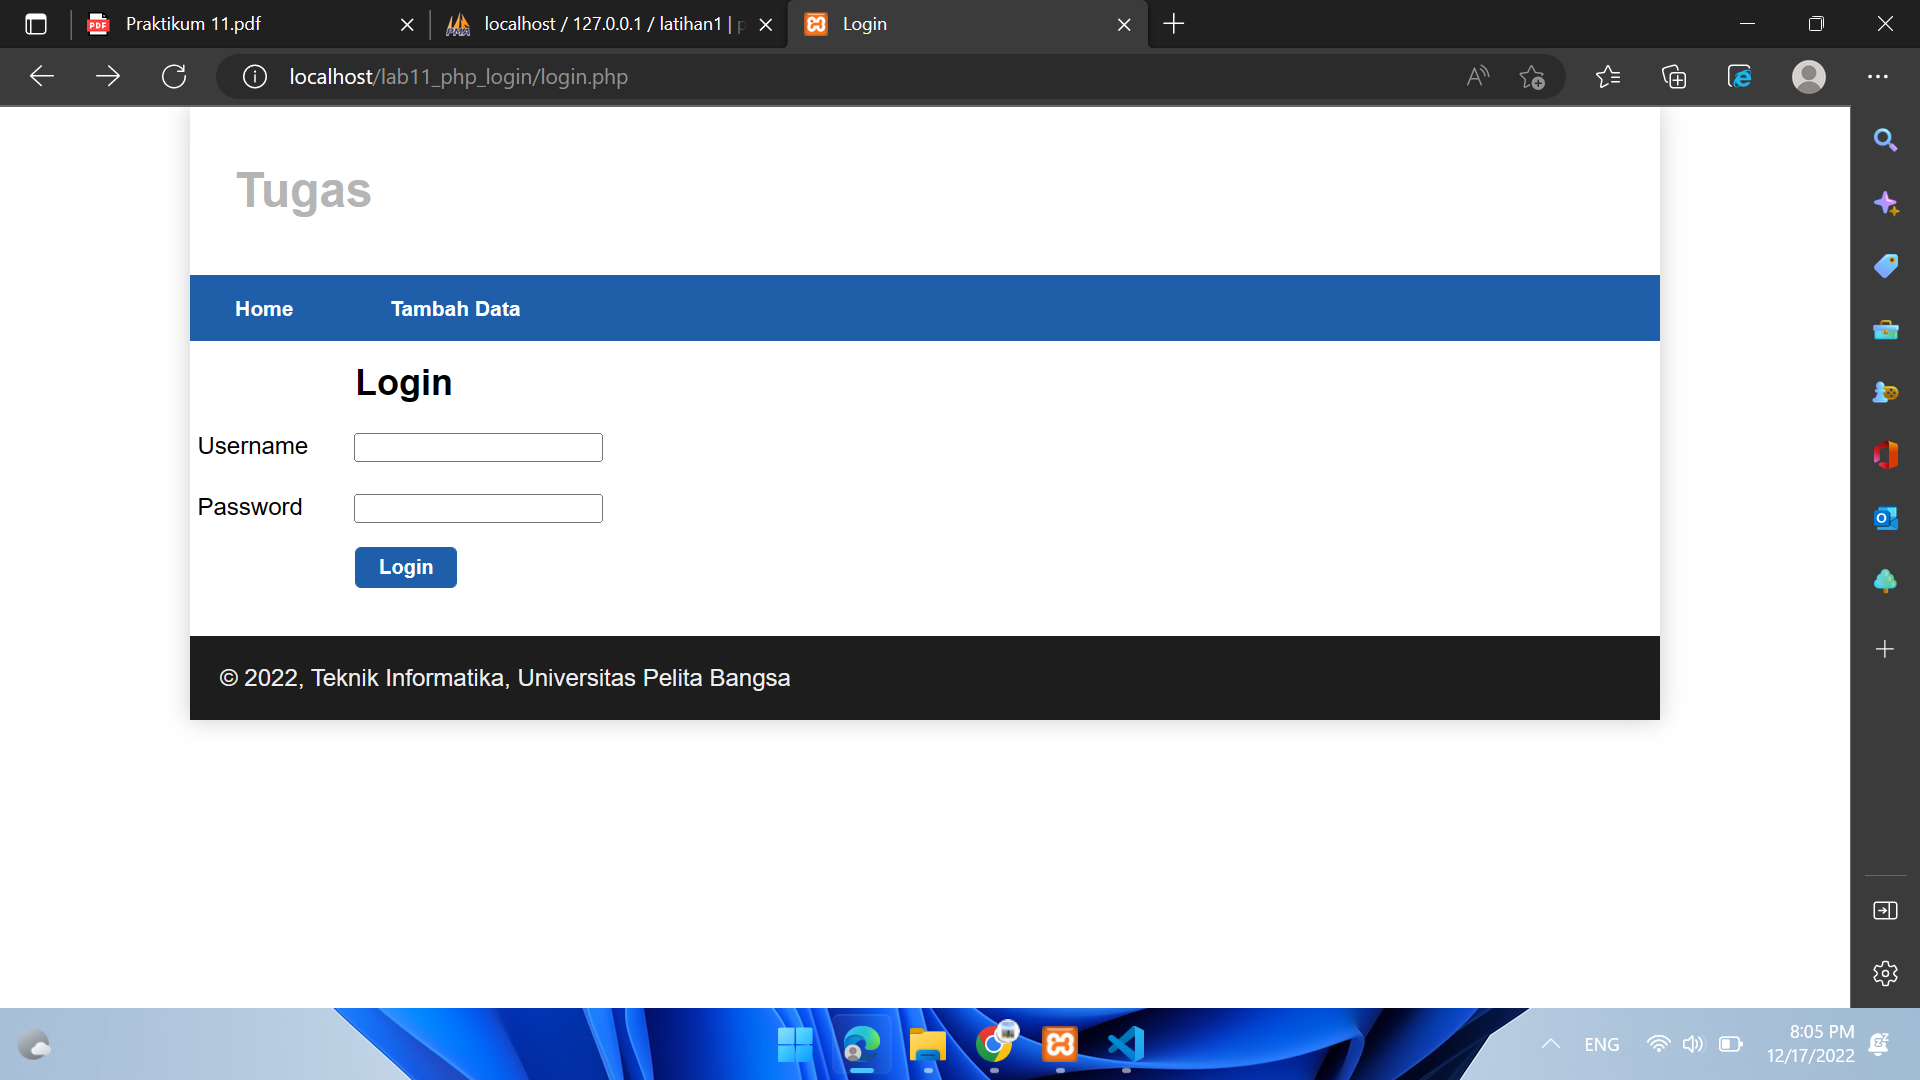 Praktikum 11.pdf
localhost / 127.0.0.1 / latihan1 | p
Login
localhost/lab11_php_login/login.php
Tugas
Home
Tambah Data
Login
Username
Password
Login
© 2022, Teknik Informatika, Universitas Pelita Bangsa
ENG
8:05 PM
12/17/2022